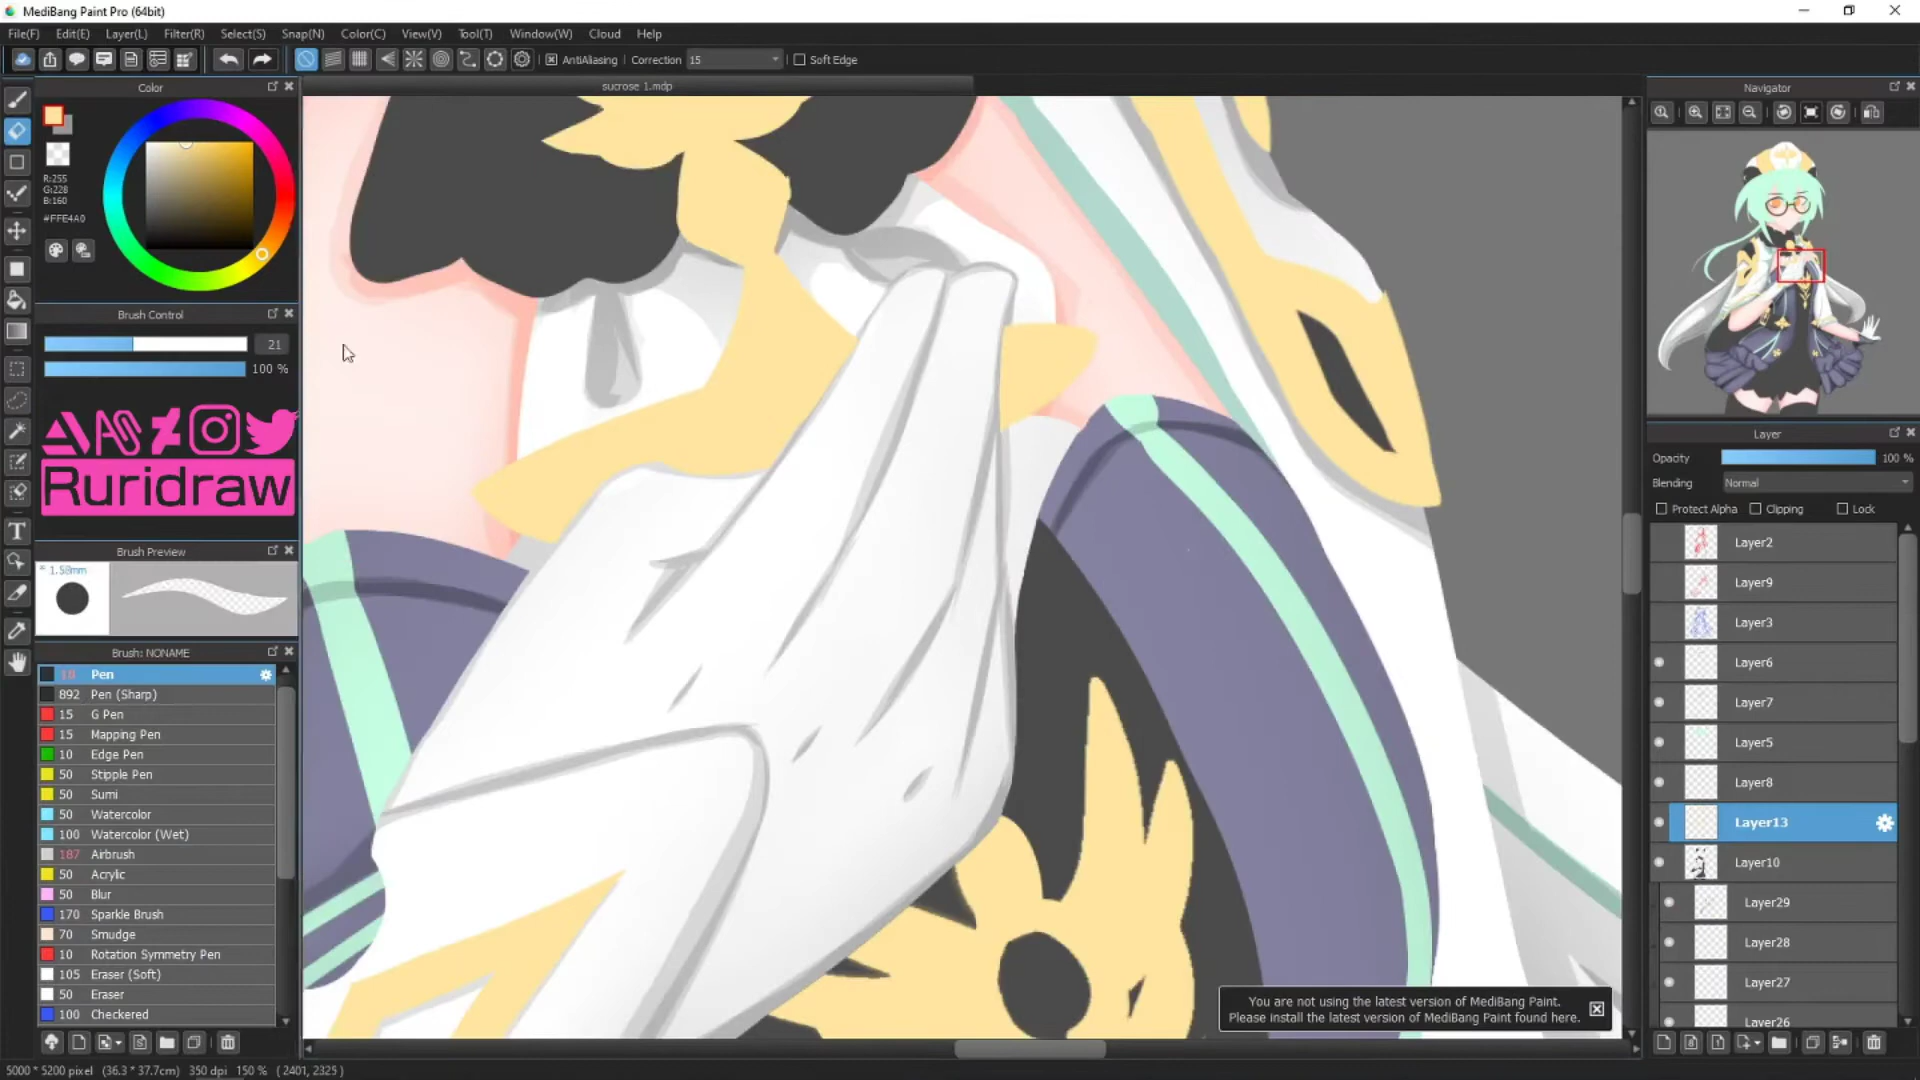 MediBang Paint Pro (64bit)
File(F) Edit(E) Layer(L) Filter(R) Select(S) Snap(N) Color(C) View(V) Tool(T) Window(W) Cloud Help
AntiAliasing Correction 15 Soft Edge
sucrose 1.mdp
Color
R:255
G:228
B:160
#FFE4A0
Brush Control
21
100 %
Ruridraw
Brush Preview
* 1.58mm
Brush: NONAME
10 Pen
892 Pen (Sharp)
15 G Pen
15 Mapping Pen
10 Edge Pen
50 Stipple Pen
50 Sumi
50 Watercolor
100 Watercolor (Wet)
187 Airbrush
50 Acrylic
50 Blur
170 Sparkle Brush
70 Smudge
10 Rotation Symmetry Pen
105 Eraser (Soft)
50 Eraser
100 Checkered
Navigator
Layer
Opacity 100 %
Blending Normal
Protect Alpha Clipping Lock
Layer2
Layer9
Layer3
Layer6
Layer7
Layer5
Layer8
Layer13
Layer10
Layer29
Layer28
Layer27
Layer26
You are not using the latest version of MediBang Paint.
Please install the latest version of MediBang Paint found here.
5000 * 5200 pixel (36.3 * 37.7cm) 350 dpi 150 % ( 2401, 2325 )